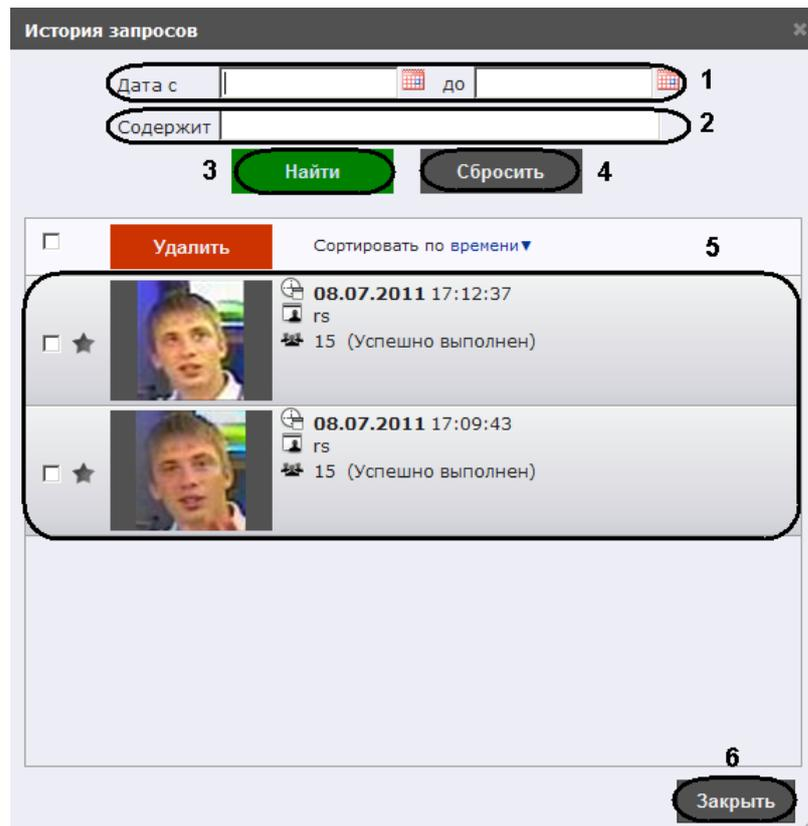 История запросов
Дата с до 1
Содержит 2
3 Найти Сбросить 4
Удалить Сортировать по времени▼ 5
08.07.2011 17:12:37
rs
15 (Успешно выполнен)
08.07.2011 17:09:43
rs
15 (Успешно выполнен)
6
Закрыть